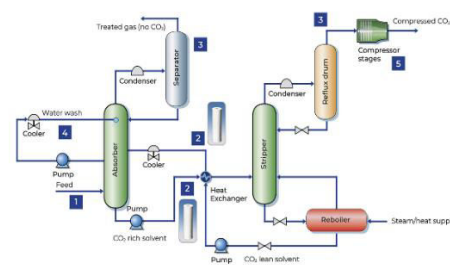 Treated gas (no CO₂)
3
3
Compressed CO₂
Condenser
Separator
Condenser
Reflux drum
Compressor
stages
5
Water wash
Cooler
4
Absorber
2
Cooler
Stripper
Pump
Feed
1
2
Heat
Exchanger
Pump
CO₂ rich solvent
Reboiler
Steam/heat supp
Pump
CO₂ lean solvent